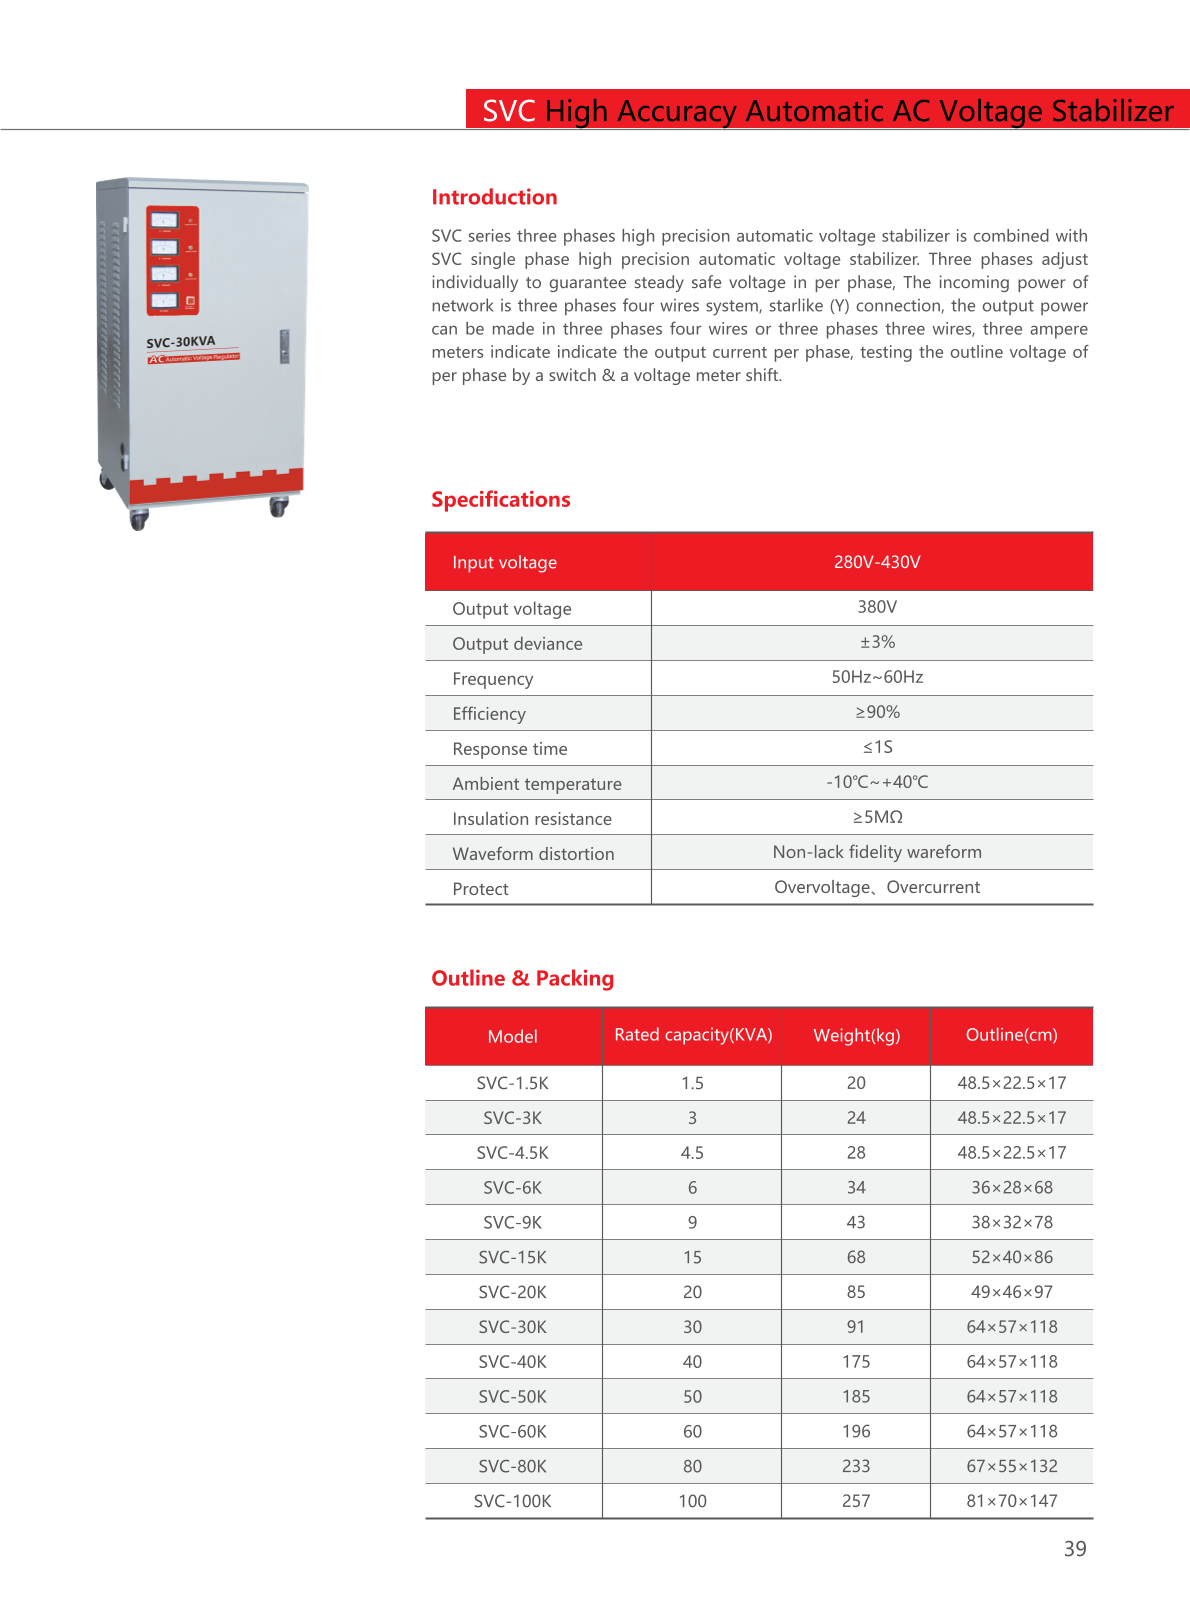 SVC High Accuracy Automatic AC Voltage Stabilizer
SVC-30KVA
AC Automatic Voltage Regulator
Introduction
SVC series three phases high precision automatic voltage stabilizer is combined with
SVC single phase high precision automatic voltage stabilizer. Three phases adjust
individually to guarantee steady safe voltage in per phase, The incoming power of
network is three phases four wires system, starlike (Y) connection, the output power
can be made in three phases four wires or three phases three wires, three ampere
meters indicate indicate the output current per phase, testing the outline voltage of
per phase by a switch & a voltage meter shift.
Specifications
Input voltage 280V-430V
Output voltage 380V
Output deviance ±3%
Frequency 50Hz~60Hz
Efficiency ≥90%
Response time ≤1S
Ambient temperature -10℃~+40℃
Insulation resistance ≥5MΩ
Waveform distortion Non-lack fidelity wareform
Protect Overvoltage、Overcurrent
Outline & Packing
Model Rated capacity(KVA) Weight(kg) Outline(cm)
SVC-1.5K 1.5 20 48.5×22.5×17
SVC-3K 3 24 48.5×22.5×17
SVC-4.5K 4.5 28 48.5×22.5×17
SVC-6K 6 34 36×28×68
SVC-9K 9 43 38×32×78
SVC-15K 15 68 52×40×86
SVC-20K 20 85 49×46×97
SVC-30K 30 91 64×57×118
SVC-40K 40 175 64×57×118
SVC-50K 50 185 64×57×118
SVC-60K 60 196 64×57×118
SVC-80K 80 233 67×55×132
SVC-100K 100 257 81×70×147
39